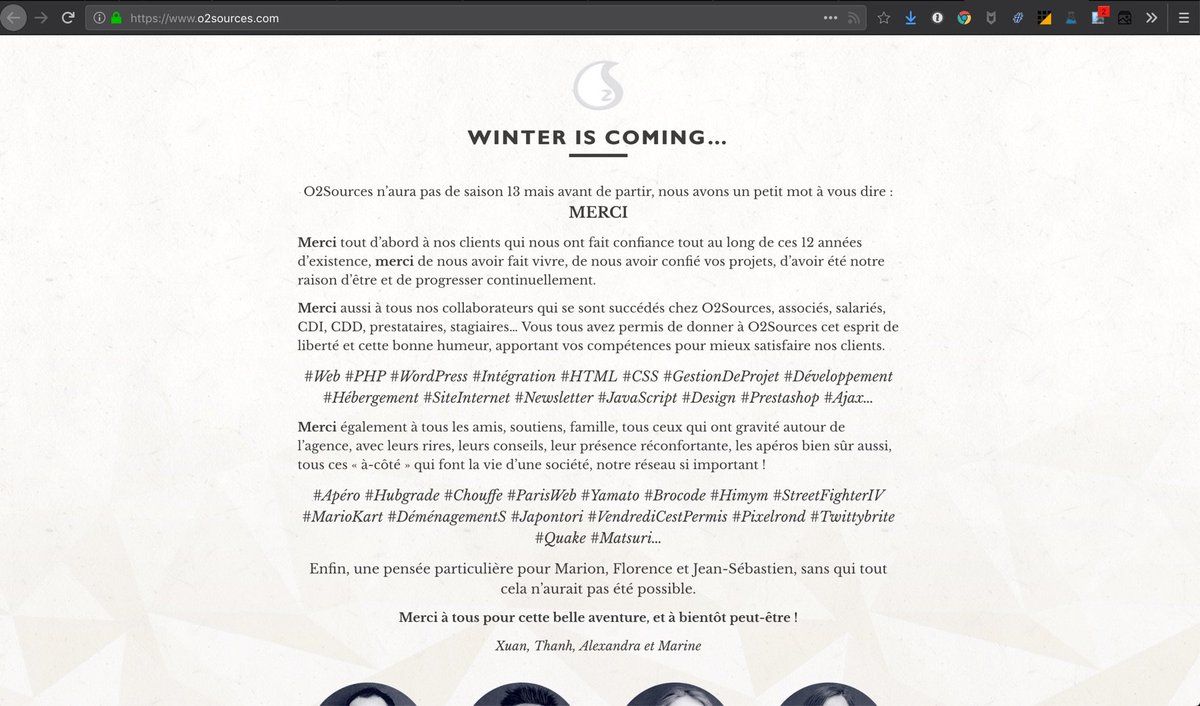 https://www.o2sources.com
2
2
WINTER IS COMING...
O2Sources n’aura pas de saison 13 mais avant de partir, nous avons un petit mot à vous dire :
MERCI
Merci tout d’abord à nos clients qui nous ont fait confiance tout au long de ces 12 années
d’existence, merci de nous avoir fait vivre, de nous avoir confié vos projets, d’avoir été notre
raison d’être et de progresser continuellement.
Merci aussi à tous nos collaborateurs qui se sont succédés chez O2Sources, associés, salariés,
CDI, CDD, prestataires, stagiaires... Vous tous avez permis de donner à O2Sources cet esprit de
liberté et cette bonne humeur, apportant vos compétences pour mieux satisfaire nos clients.
#Web #PHP #WordPress #Intégration #HTML #CSS #GestionDeProjet #Développement
#Hébergement #SiteInternet #Newsletter #JavaScript #Design #Prestashop #Ajax...
Merci également à tous les amis, soutiens, famille, tous ceux qui ont gravité autour de
l’agence, avec leurs rires, leurs conseils, leur présence réconfortante, les apéros bien sûr aussi,
tous ces « à-côté » qui font la vie d’une société, notre réseau si important !
#Apéro #Hubgrade #Chouffe #ParisWeb #Yamato #Brocode #Himym #StreetFighterIV
#MarioKart #DéménagementS #Japontori #VendrediCestPermis #Pixelrond #Twittybrite
#Quake #Matsuri...
Enfin, une pensée particulière pour Marion, Florence et Jean-Sébastien, sans qui tout
cela n’aurait pas été possible.
Merci à tous pour cette belle aventure, et à bientôt peut-être !
Xuan, Thanh, Alexandra et Marine